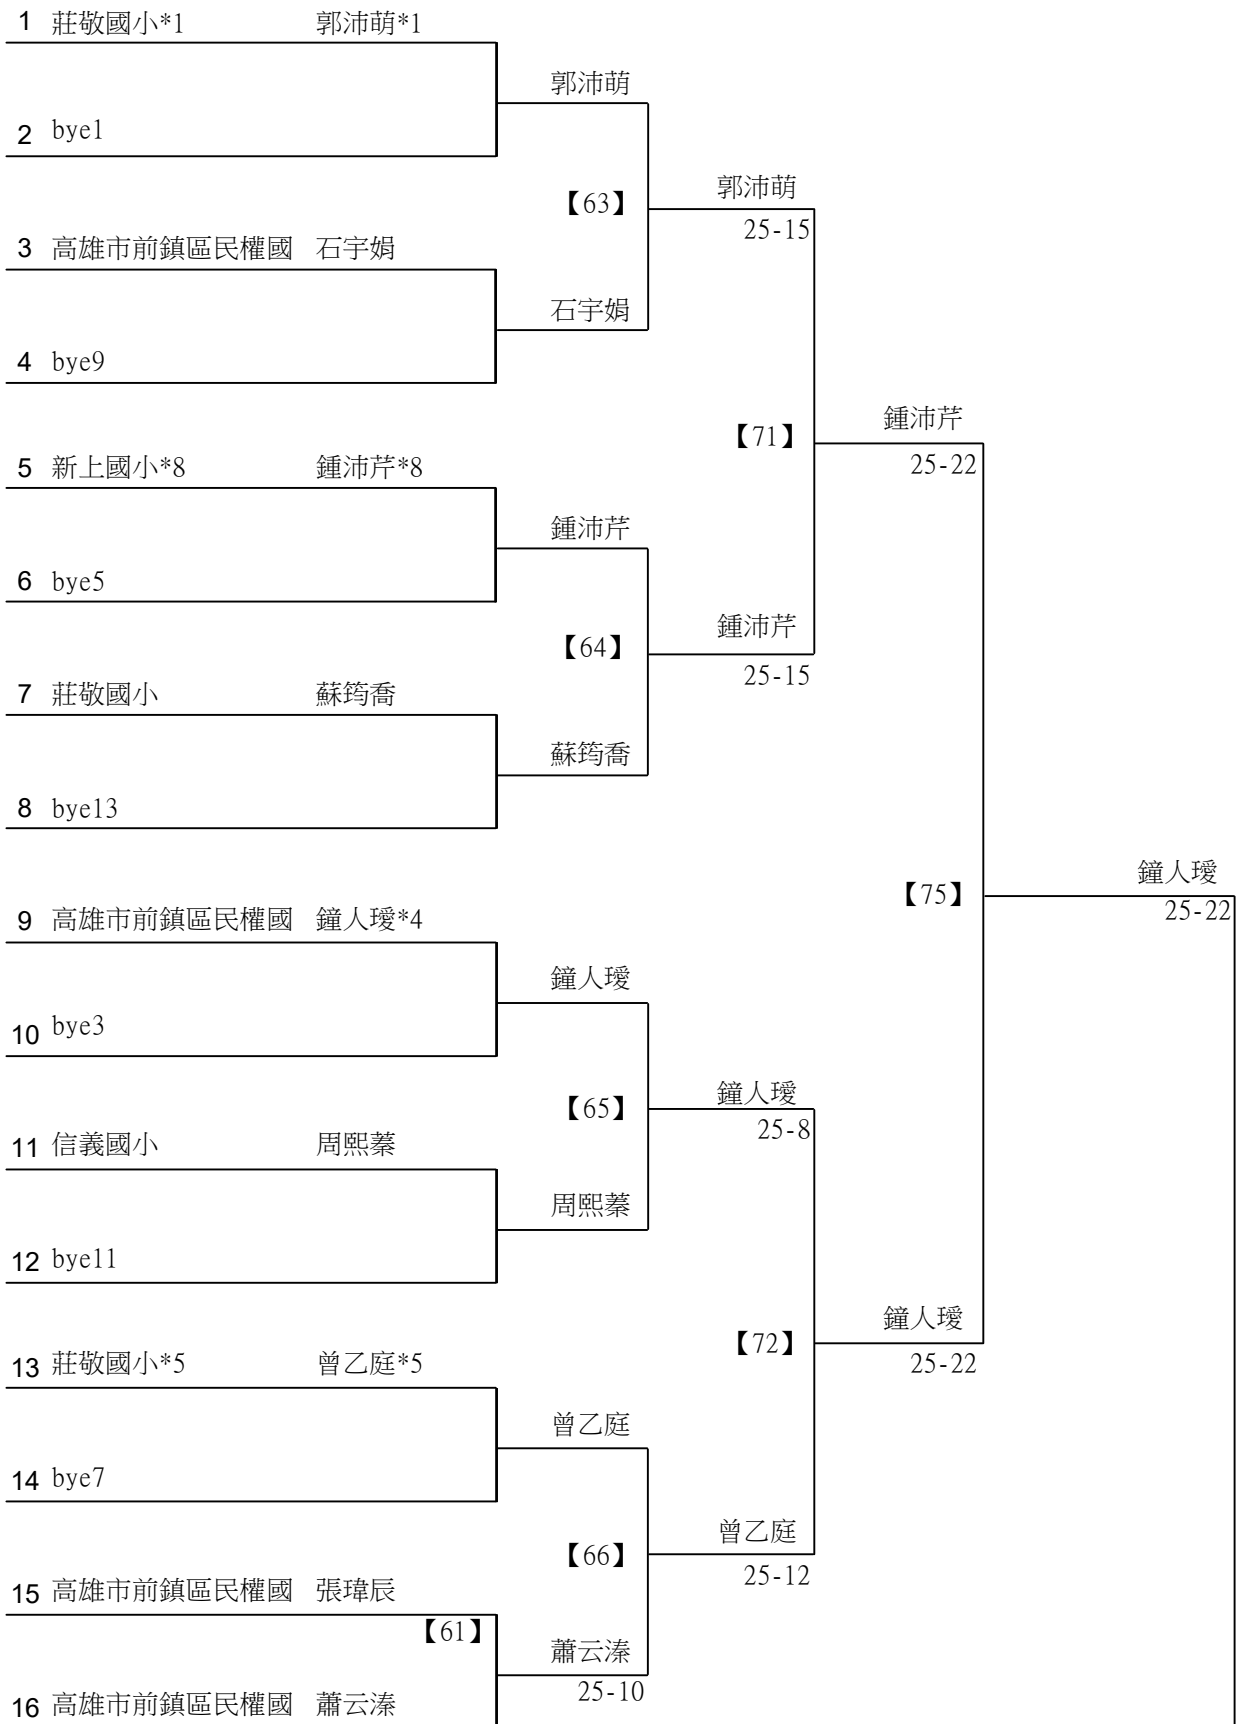 1 莊敬國小*1 郭沛萌*1
郭沛萌
2 bye1
郭沛萌
【63】
25-15
3 高雄市前鎮區民權國 石宇娟
石宇娟
4 bye9
鍾沛芹
【71】
25-22
5 新上國小*8 鍾沛芹*8
鍾沛芹
6 bye5
鍾沛芹
【64】
25-15
7 莊敬國小 蘇筠喬
蘇筠喬
8 bye13
鐘人璦
【75】
25-22
9 高雄市前鎮區民權國 鐘人璦*4
鐘人璦
10 bye3
鐘人璦
【65】
25-8
11 信義國小 周熙蓁
周熙蓁
12 bye11
鐘人璦
【72】
25-22
13 莊敬國小*5 曾乙庭*5
曾乙庭
14 bye7
曾乙庭
【66】
25-12
15 高雄市前鎮區民權國 張瑋辰
【61】
蕭云溱
25-10
16 高雄市前鎮區民權國 蕭云溱